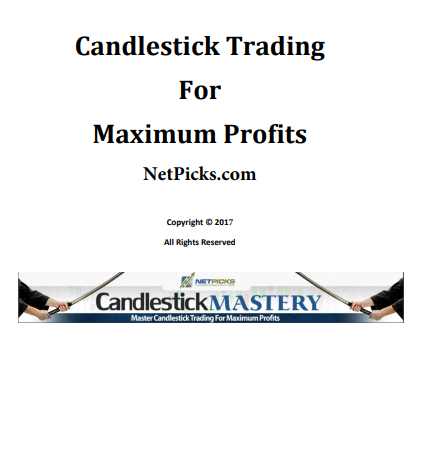 Candlestick Trading
For
Maximum Profits
NetPicks.com
Copyright © 2017
All Rights Reserved
NETPICKS
CandlestickMASTERY
Master Candlestick Trading For Maximum Profits